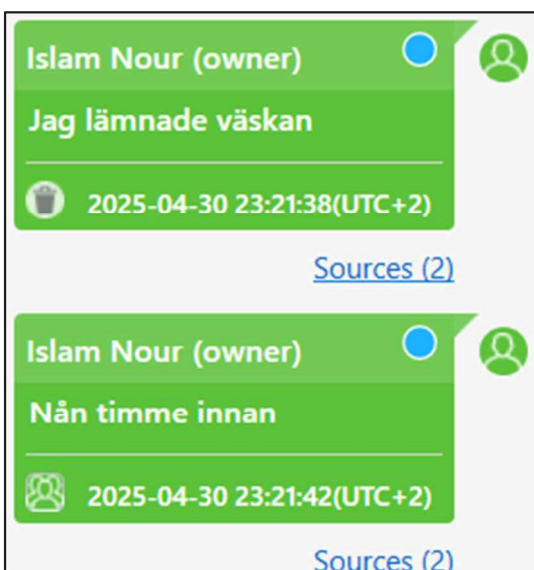 Islam Nour (owner)
Jag lämnade väskan
2025-04-30 23:21:38(UTC+2)
Sources (2)
Islam Nour (owner)
Nån timme innan
2025-04-30 23:21:42(UTC+2)
Sources (2)